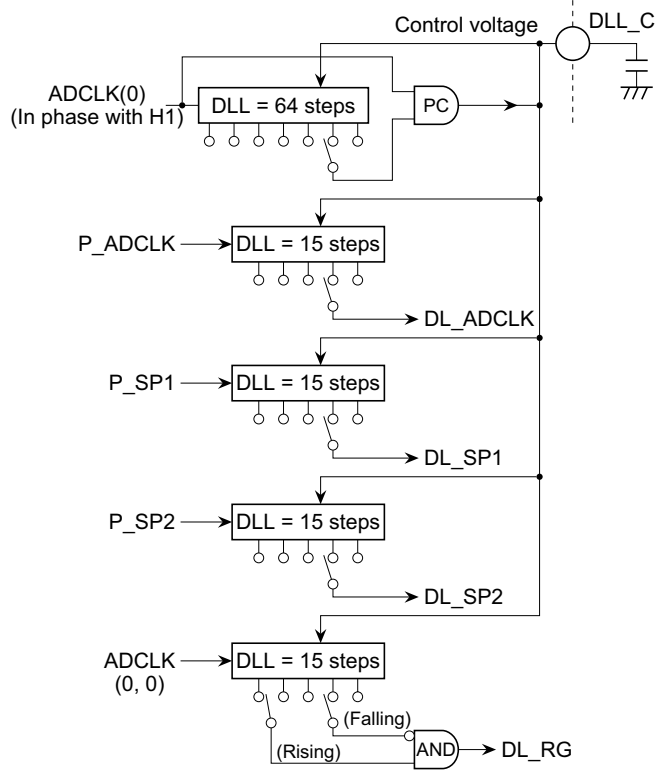 Control voltage
DLL_C
ADCLK(0)
(In phase with H1)
DLL = 64 steps
PC
P_ADCLK
DLL = 15 steps
DL_ADCLK
P_SP1
DLL = 15 steps
DL_SP1
P_SP2
DLL = 15 steps
DL_SP2
ADCLK
(0, 0)
DLL = 15 steps
(Falling)
(Rising)
AND
DL_RG